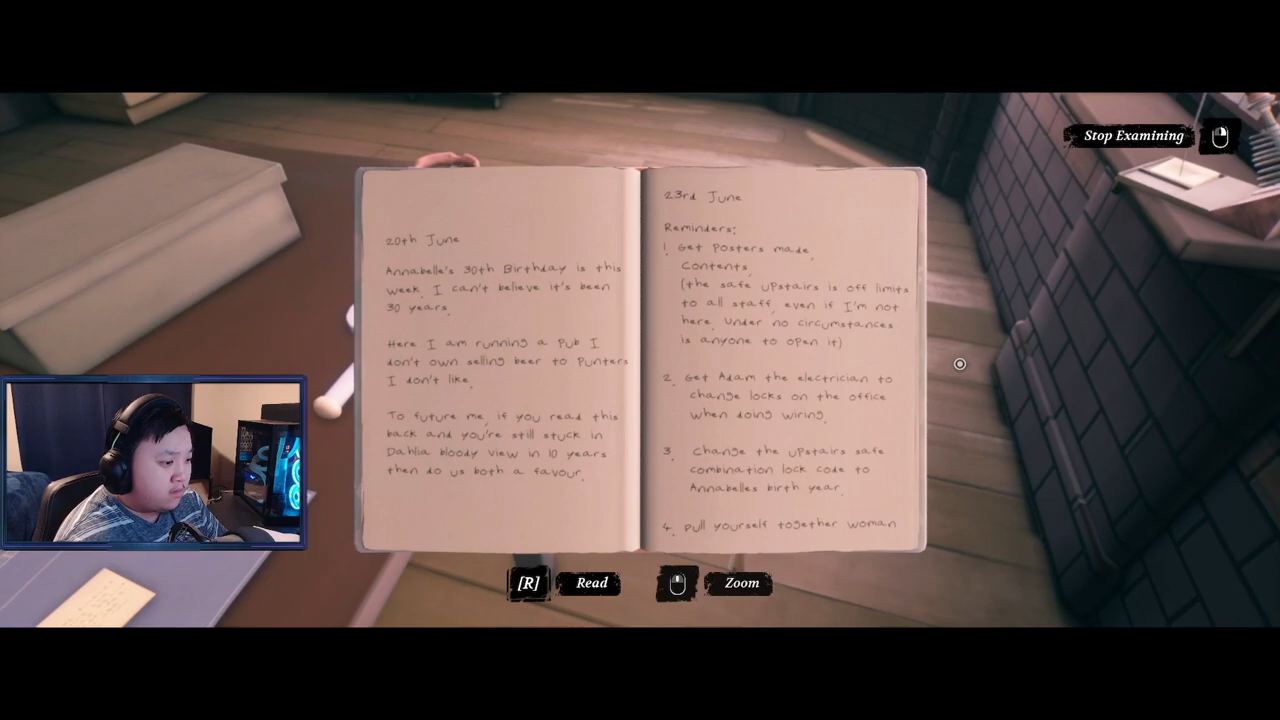 Stop Examining
20th June
Annabelle's 30th Birthday is this
week. I can't believe it's been
30 years.
Here I am running a pub I
don't own selling beer to punters
I don't like.
To future me, if you read this
back and you're still stuck in
Dahlia bloody View in 10 years
then do us both a favour.
23rd June
Reminders:
1. Get posters made.
Contents,
(the safe upstairs is off limits
to all staff, even if I'm not
here. Under no circumstances
is anyone to open it)
2. Get Adam the electrician to
change locks on the office
when doing wiring.
3. Change the upstairs safe
combination lock code to
Annabelles birth year.
4. Pull yourself together woman
[R] Read
Zoom